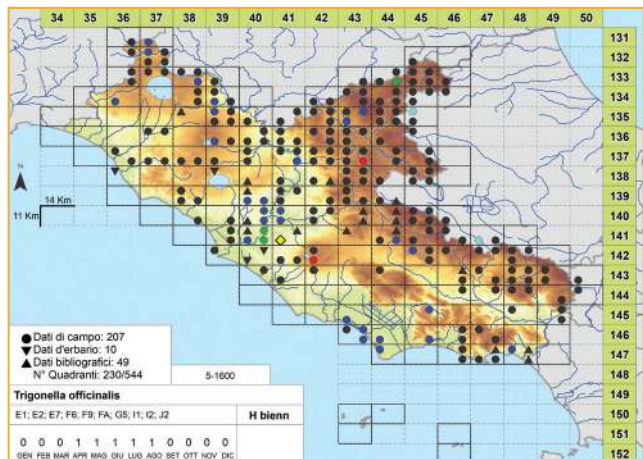 34 35 36 37 38 39 40 41 42 43 44 45 46 47 48 49 50
131
132
133
134
135
136
137
138
139
140
141
142
143
144
145
146
147
148
149
150
151
152
N
14 Km
11 Km
Dati di campo: 207
Dati d'erbario: 10
Dati bibliografici: 49
N° Quadranti: 230/544
5-1600
Trigonella officinalis
E1; E2; E7; F6; F9; FA; G5; I1; I2; J2
H bienn
0 0 0 1 1 1 1 1 0 0 0 0
GEN FEB MAR APR MAG GIU LUG AGO SET OTT NOV DIC